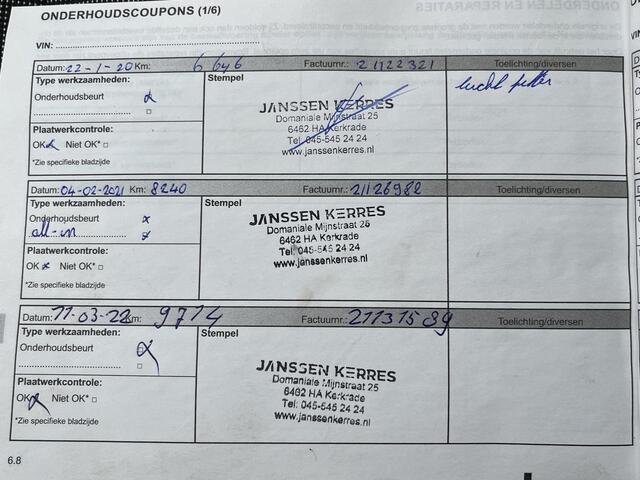 ONDERHOUDSCOUPONS (1/6)
VIN:
Datum: 22-1-20 Km: 6646 Factuurnr.: 21122321 Toelichting/diversen
Type werkzaamheden: Stempel lucht filter
Onderhoudsbeurt
JANSSEN KERRES
Domaniale Mijnstraat 25
6462 HA Kerkrade
Tel: 045-545 24 24
www.janssenkerres.nl
Plaatwerkcontrole:
OK Niet OK*
*Zie specifieke bladzijde
Datum: 04-02-2021 Km: 8240 Factuurnr.: 21126982 Toelichting/diversen
Type werkzaamheden: Stempel
Onderhoudsbeurt x
all-in x
JANSSEN KERRES
Domaniale Mijnstraat 25
6462 HA Kerkrade
Tel: 045-545 24 24
www.janssenkerres.nl
Plaatwerkcontrole:
OK x Niet OK*
*Zie specifieke bladzijde
Datum: 11-03-22 Km: 9714 Factuurnr.: 21131589 Toelichting/diversen
Type werkzaamheden: Stempel
Onderhoudsbeurt
JANSSEN KERRES
Domaniale Mijnstraat 25
6462 HA Kerkrade
Tel: 045-545 24 24
www.janssenkerres.nl
Plaatwerkcontrole:
OK Niet OK*
*Zie specifieke bladzijde
6.8